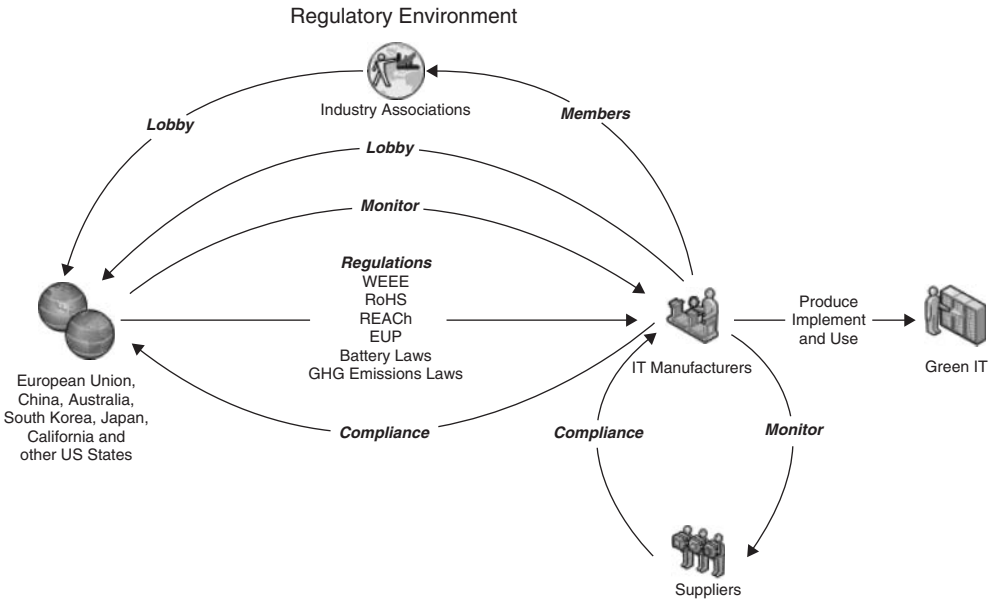 Regulatory Environment
Industry Associations
Lobby
Members
Lobby
Monitor
Regulations
WEEE
RoHS
REACh
EUP
Battery Laws
GHG Emissions Laws
European Union,
China, Australia,
South Korea, Japan,
California and
other US States
IT Manufacturers
Produce
Implement
and Use
Green IT
Compliance
Compliance
Monitor
Suppliers